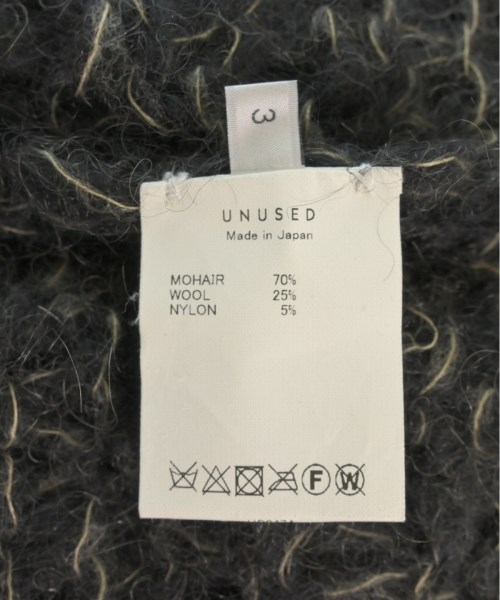 3
UNUSED
Made in Japan
MOHAIR 70%
WOOL 25%
NYLON 5%
F W